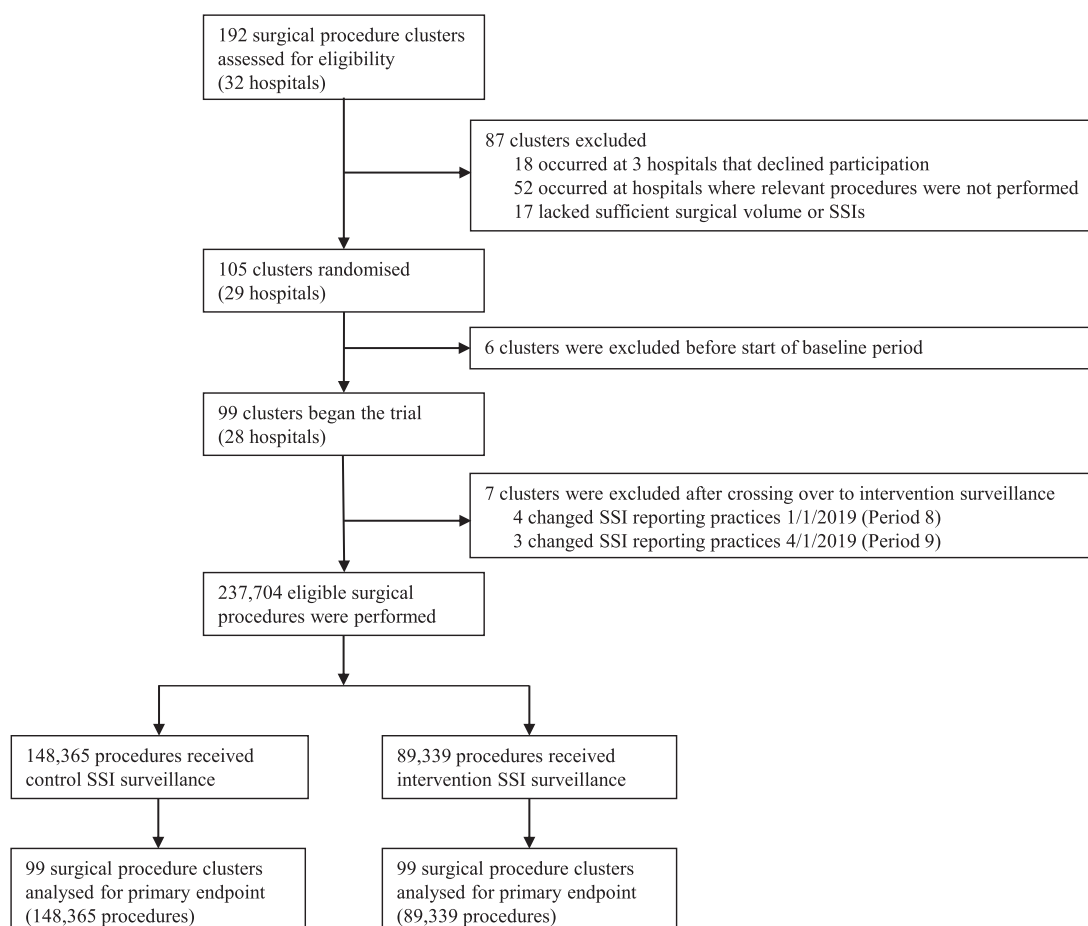 192 surgical procedure clusters
assessed for eligibility
(32 hospitals)
87 clusters excluded
18 occurred at 3 hospitals that declined participation
52 occurred at hospitals where relevant procedures were not performed
17 lacked sufficient surgical volume or SSIs
105 clusters randomised
(29 hospitals)
6 clusters were excluded before start of baseline period
99 clusters began the trial
(28 hospitals)
7 clusters were excluded after crossing over to intervention surveillance
4 changed SSI reporting practices 1/1/2019 (Period 8)
3 changed SSI reporting practices 4/1/2019 (Period 9)
237,704 eligible surgical
procedures were performed
148,365 procedures received
control SSI surveillance
89,339 procedures received
intervention SSI surveillance
99 surgical procedure clusters
analysed for primary endpoint
(148,365 procedures)
99 surgical procedure clusters
analysed for primary endpoint
(89,339 procedures)